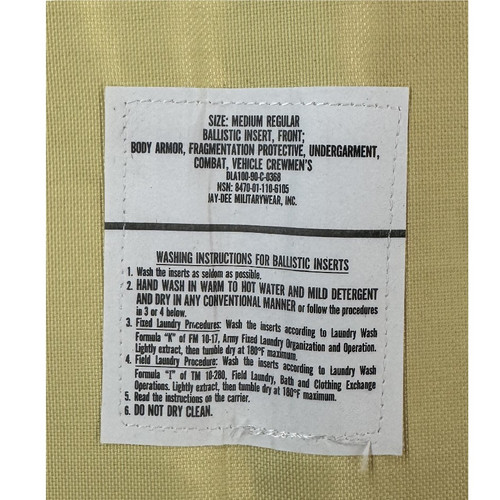 SIZE: MEDIUM REGULAR
BALLISTIC INSERT, FRONT;
BODY ARMOR, FRAGMENTATION PROTECTIVE, UNDERGARMENT,
COMBAT, VEHICLE CREWMEN'S
DLA100-90-C-0368
NSN: 8470-01-110-6105
JAY-DEE MILITARYWEAR, INC.
WASHING INSTRUCTIONS FOR BALLISTIC INSERTS
1. Wash the inserts as seldom as possible.
2. HAND WASH IN WARM TO HOT WATER AND MILD DETERGENT
AND DRY IN ANY CONVENTIONAL MANNER or follow the procedures
in 3 or 4 below.
3. Fixed Laundry Procedures: Wash the inserts according to Laundry Wash
Formula "K" of FM 10-17, Army Fixed Laundry Organization and Operation.
Lightly extract, then tumble dry at 180°F maximum.
4. Field Laundry Procedure: Wash the inserts according to Laundry Wash
Formula "I" of TM 10-280, Field Laundry, Bath and Clothing Exchange
Operations. Lightly extract, then tumble dry at 180°F maximum.
5. Read the instructions on the carrier.
6. DO NOT DRY CLEAN.